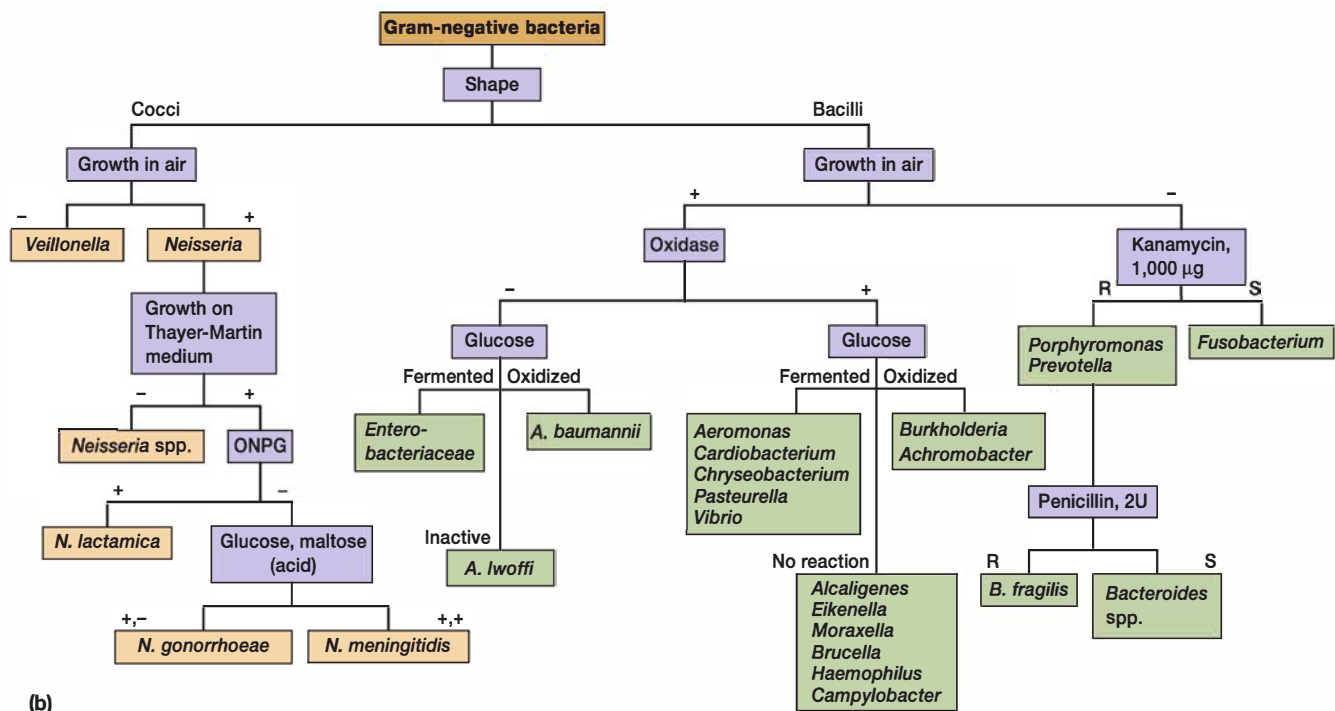 Gram-negative bacteria
Shape
Cocci
Bacilli
Growth in air
Growth in air
− +
+ −
Veillonella
Neisseria
Oxidase
Kanamycin,
1,000 µg
Growth on
Thayer-Martin
medium
− +
R S
Glucose
Glucose
Porphyromonas
Prevotella
Fusobacterium
Fermented Oxidized
Fermented Oxidized
− +
Neisseria spp.
ONPG
Entero-
bacteriaceae
A. baumannii
Aeromonas
Cardiobacterium
Chryseobacterium
Pasteurella
Vibrio
Burkholderia
Achromobacter
+ −
N. lactamica
Glucose, maltose
(acid)
Inactive
A. lwoffi
Penicillin, 2U
No reaction
Alcaligenes
Eikenella
Moraxella
Brucella
Haemophilus
Campylobacter
R S
B. fragilis
Bacteroides
spp.
+,− +,+
N. gonorrhoeae
N. meningitidis
(b)